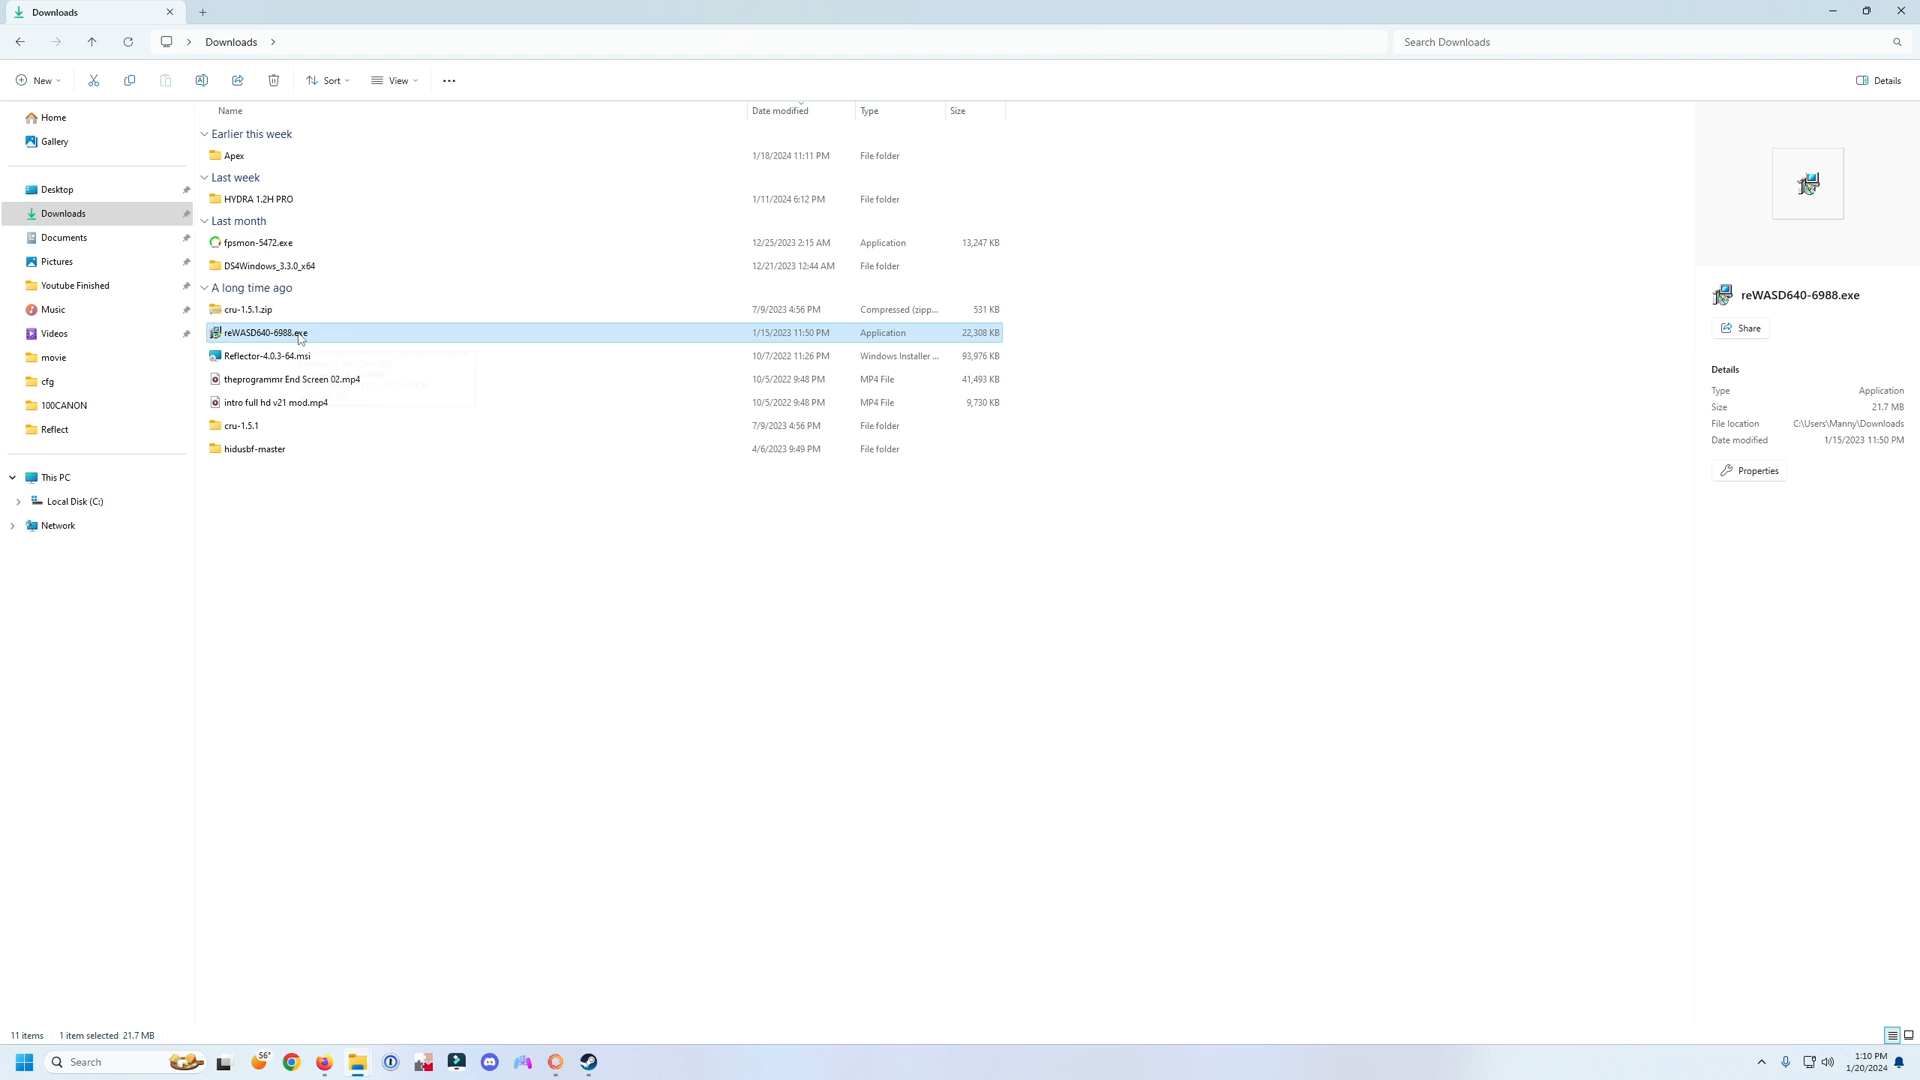 Downloads
Downloads
Search Downloads
New
Sort
View
Details
Name Date modified Type Size
Home
Gallery
Desktop
Downloads
Documents
Pictures
Youtube Finished
Music
Videos
movie
cfg
100CANON
Reflect
This PC
Local Disk (C:)
Network
Earlier this week
Apex 1/18/2024 11:11 PM File folder
Last week
HYDRA 1.2H PRO 1/11/2024 6:12 PM File folder
Last month
fpsmon-5472.exe 12/25/2023 2:15 AM Application 13,247 KB
DS4Windows_3.3.0_x64 12/21/2023 12:44 AM File folder
A long time ago
cru-1.5.1.zip 7/9/2023 4:56 PM Compressed (zipp... 531 KB
reWASD640-6988.exe 1/15/2023 11:50 PM Application 22,308 KB
Reflector-4.0.3-64.msi 10/7/2022 11:26 PM Windows Installer ... 93,976 KB
theprogrammr End Screen 02.mp4 10/5/2022 9:48 PM MP4 File 41,493 KB
intro full hd v21 mod.mp4 10/5/2022 9:48 PM MP4 File 9,730 KB
cru-1.5.1 7/9/2023 4:56 PM File folder
hidusbf-master 4/6/2023 9:49 PM File folder
reWASD640-6988.exe
Share
Details
Type Application
Size 21.7 MB
File location C:\Users\Manny\Downloads
Date modified 1/15/2023 11:50 PM
Properties
11 items 1 item selected 21.7 MB
Search
56°
1:10 PM
1/20/2024